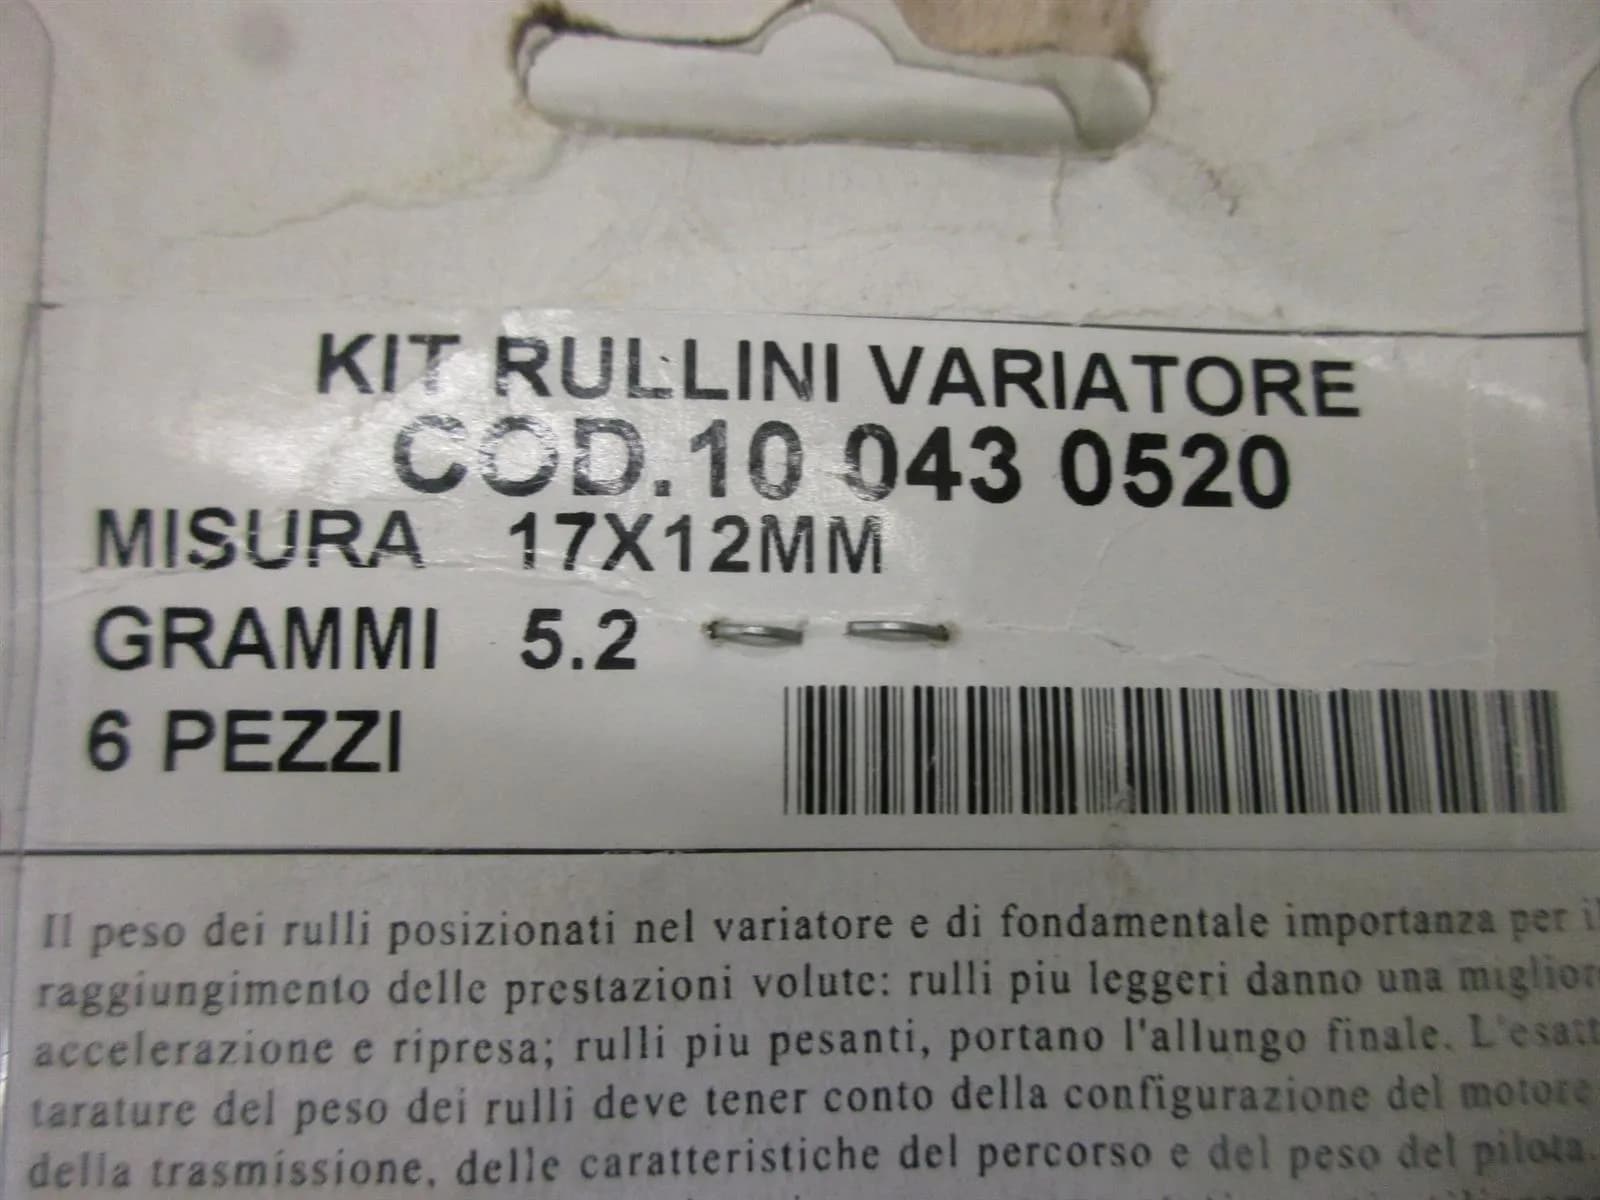 KIT RULLINI VARIATORE
COD.10 043 0520
MISURA 17X12MM
GRAMMI 5.2
6 PEZZI
Il peso dei rulli posizionati nel variatore e di fondamentale importanza per
raggiungimento delle prestazioni volute: rulli piu leggeri danno una
accelerazione e ripresa; rulli piu pesanti, portano l'allungo finale.
tarature del peso dei rulli deve tener conto della configurazione del motore
della trasmissione, delle caratteristiche del percorso e del peso del pilota.